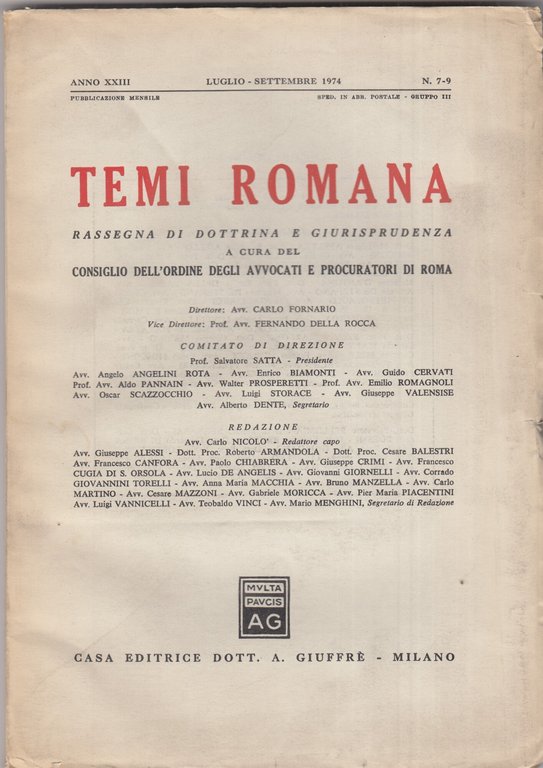 ANNO XXIII LUGLIO - SETTEMBRE 1974 N. 7-9
PUBBLICAZIONE MENSILE SPED. IN ABB. POSTALE - GRUPPO III
TEMI ROMANA
RASSEGNA DI DOTTRINA E GIURISPRUDENZA
A CURA DEL
CONSIGLIO DELL'ORDINE DEGLI AVVOCATI E PROCURATORI DI ROMA
Direttore: Avv. CARLO FORNARIO
Vice Direttore: Prof. Avv. FERNANDO DELLA ROCCA
COMITATO DI DIREZIONE
Prof. Salvatore SATTA - Presidente
Avv. Angelo ANGELINI ROTA - Avv. Enrico BIAMONTI - Avv. Guido CERVATI
Prof. Avv. Aldo PANNAIN - Avv. Walter PROSPERETTI - Prof. Avv. Emilio ROMAGNOLI
Avv. Oscar SCAZZOCCHIO - Avv. Luigi STORACE - Avv. Giuseppe VALENSISE
Avv. Alberto DENTE, Segretario
REDAZIONE
Avv. Carlo NICOLO' - Redattore capo
Avv. Giuseppe ALESSI - Dott. Proc. Roberto ARMANDOLA - Dott. Proc. Cesare BALESTRI
Avv. Francesco CANFORA - Avv. Paolo CHIABRERA - Avv. Giuseppe CRIMI - Avv. Francesco
CUGIA DI S. ORSOLA - Avv. Lucio DE ANGELIS - Avv. Giovanni GIORNELLI - Avv. Corrado
GIOVANNINI TORELLI - Avv. Anna Maria MACCHIA - Avv. Bruno MANZELLA - Avv. Carlo
MARTINO - Avv. Cesare MAZZONI - Avv. Gabriele MORICCA - Avv. Pier Maria PIACENTINI
Avv. Luigi VANNICELLI - Avv. Teobaldo VINCI - Avv. Mario MENGHINI, Segretario di Redazione
MVLTA
PAVCIS
AG
CASA EDITRICE DOTT. A. GIUFFRÈ - MILANO